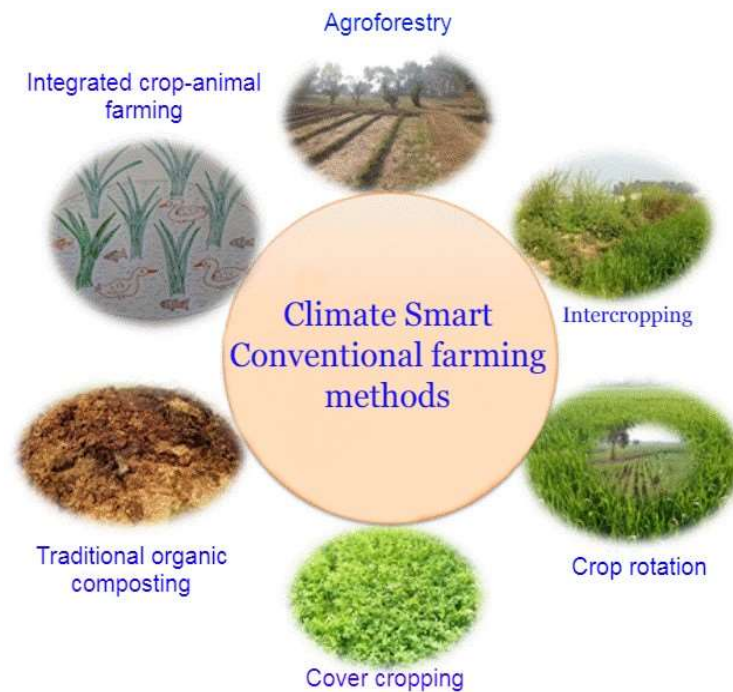 Agroforestry
Integrated crop-animal
farming
Climate Smart
Conventional farming
methods
Intercropping
Traditional organic
composting
Crop rotation
Cover cropping